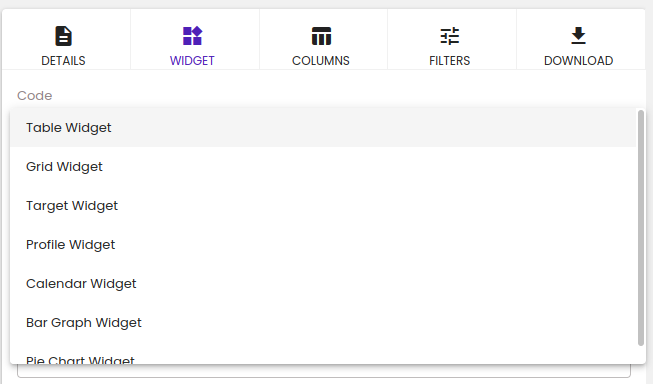 DETAILS WIDGET COLUMNS FILTERS DOWNLOAD
Code
Table Widget
Grid Widget
Target Widget
Profile Widget
Calendar Widget
Bar Graph Widget
Pie Chart Widget